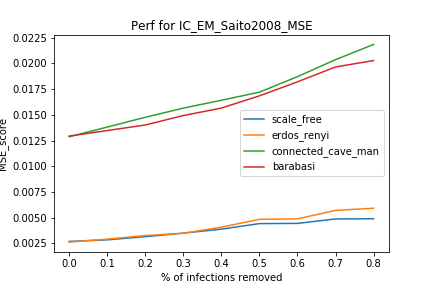 Perf for IC_EM_Saito2008_MSE
0.0225
0.0200
0.0175
0.0150
0.0125
0.0100
0.0075
0.0050
0.0025
MSE_score
scale_free
erdos_renyi
connected_cave_man
barabasi
0.0 0.1 0.2 0.3 0.4 0.5 0.6 0.7 0.8
% of infections removed